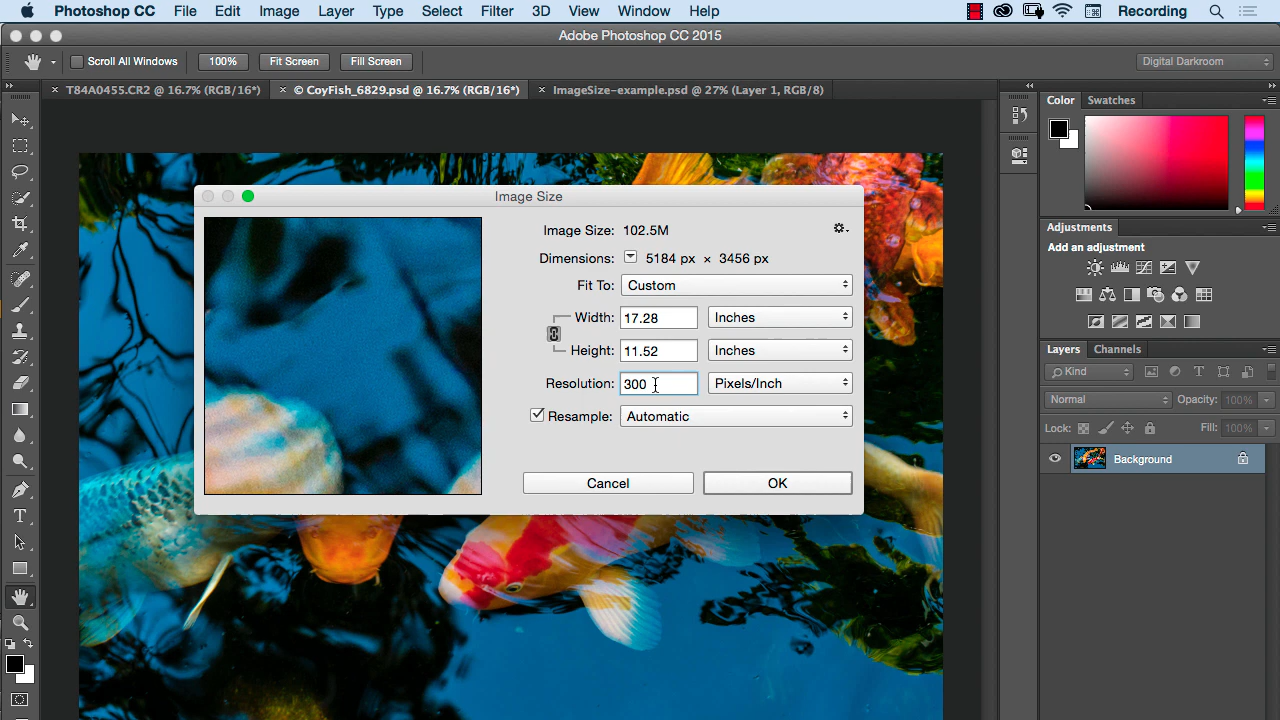 Photoshop CC File Edit Image Layer Type Select Filter 3D View Window Help Recording
Adobe Photoshop CC 2015
Scroll All Windows 100% Fit Screen Fill Screen Digital Darkroom
× T84A0455.CR2 @ 16.7% (RGB/16*) × © CoyFish_6829.psd @ 16.7% (RGB/16*) × ImageSize-example.psd @ 27% (Layer 1, RGB/8)
Color Swatches
Image Size
Image Size: 102.5M
Dimensions: 5184 px × 3456 px
Fit To: Custom
Width: 17.28 Inches
Height: 11.52 Inches
Resolution: 300 Pixels/Inch
Resample: Automatic
Cancel OK
Adjustments
Add an adjustment
Layers Channels
Kind
Normal Opacity: 100%
Lock: Fill: 100%
Background
T